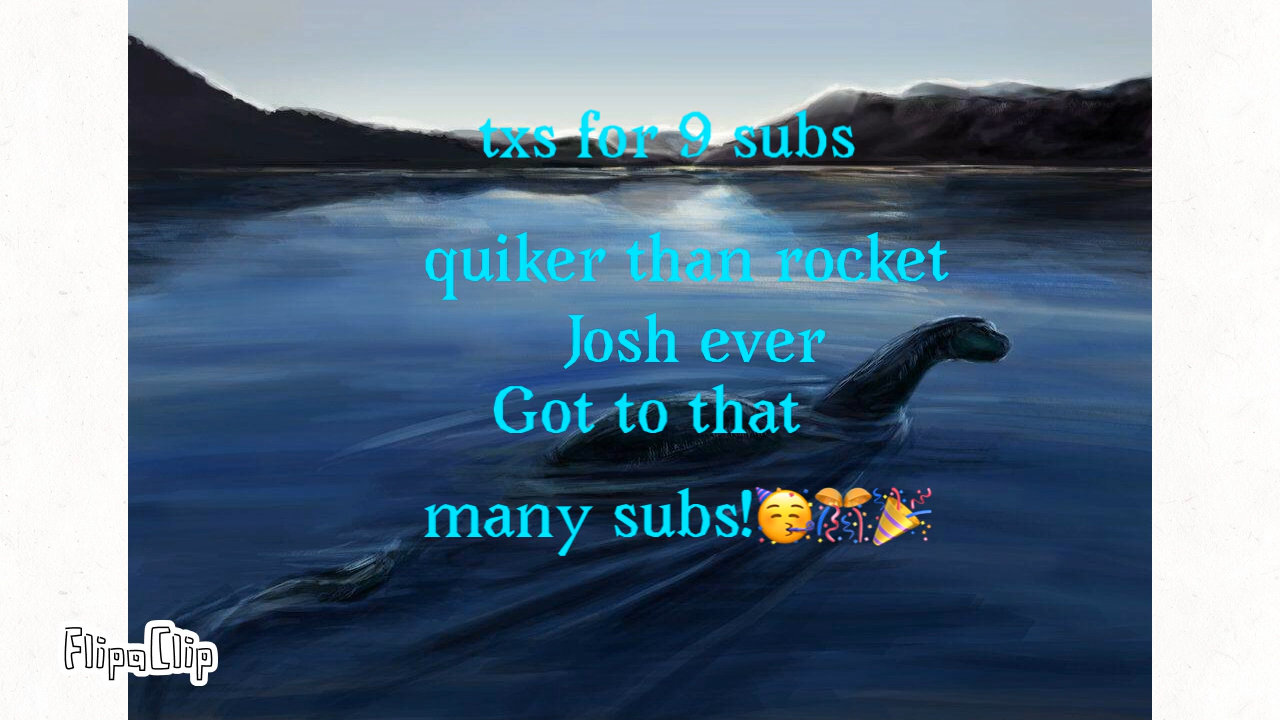 txs for 9 subs
quiker than rocket
Josh ever
Got to that
many subs!🥳🎊🎉
FlipaClip